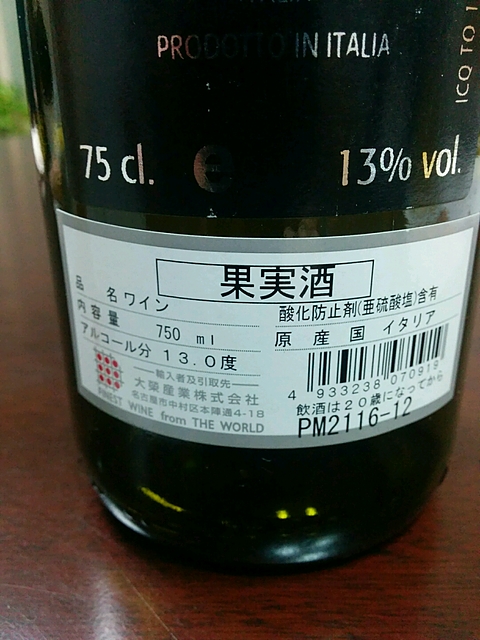 PRODOTTO IN ITALIA
ICQ TO 1
75 cl.
13% vol.
果実酒
品名 ワイン
酸化防止剤(亜硫酸塩)含有
内容量 750 ml
原産国 イタリア
アルコール分 13.0度
輸入者及引取先
大榮産業株式会社
名古屋市中村区本陣通4-18
FINEST WINE from THE WORLD
4 933238 070919
飲酒は20歳になってから
PM2116-12